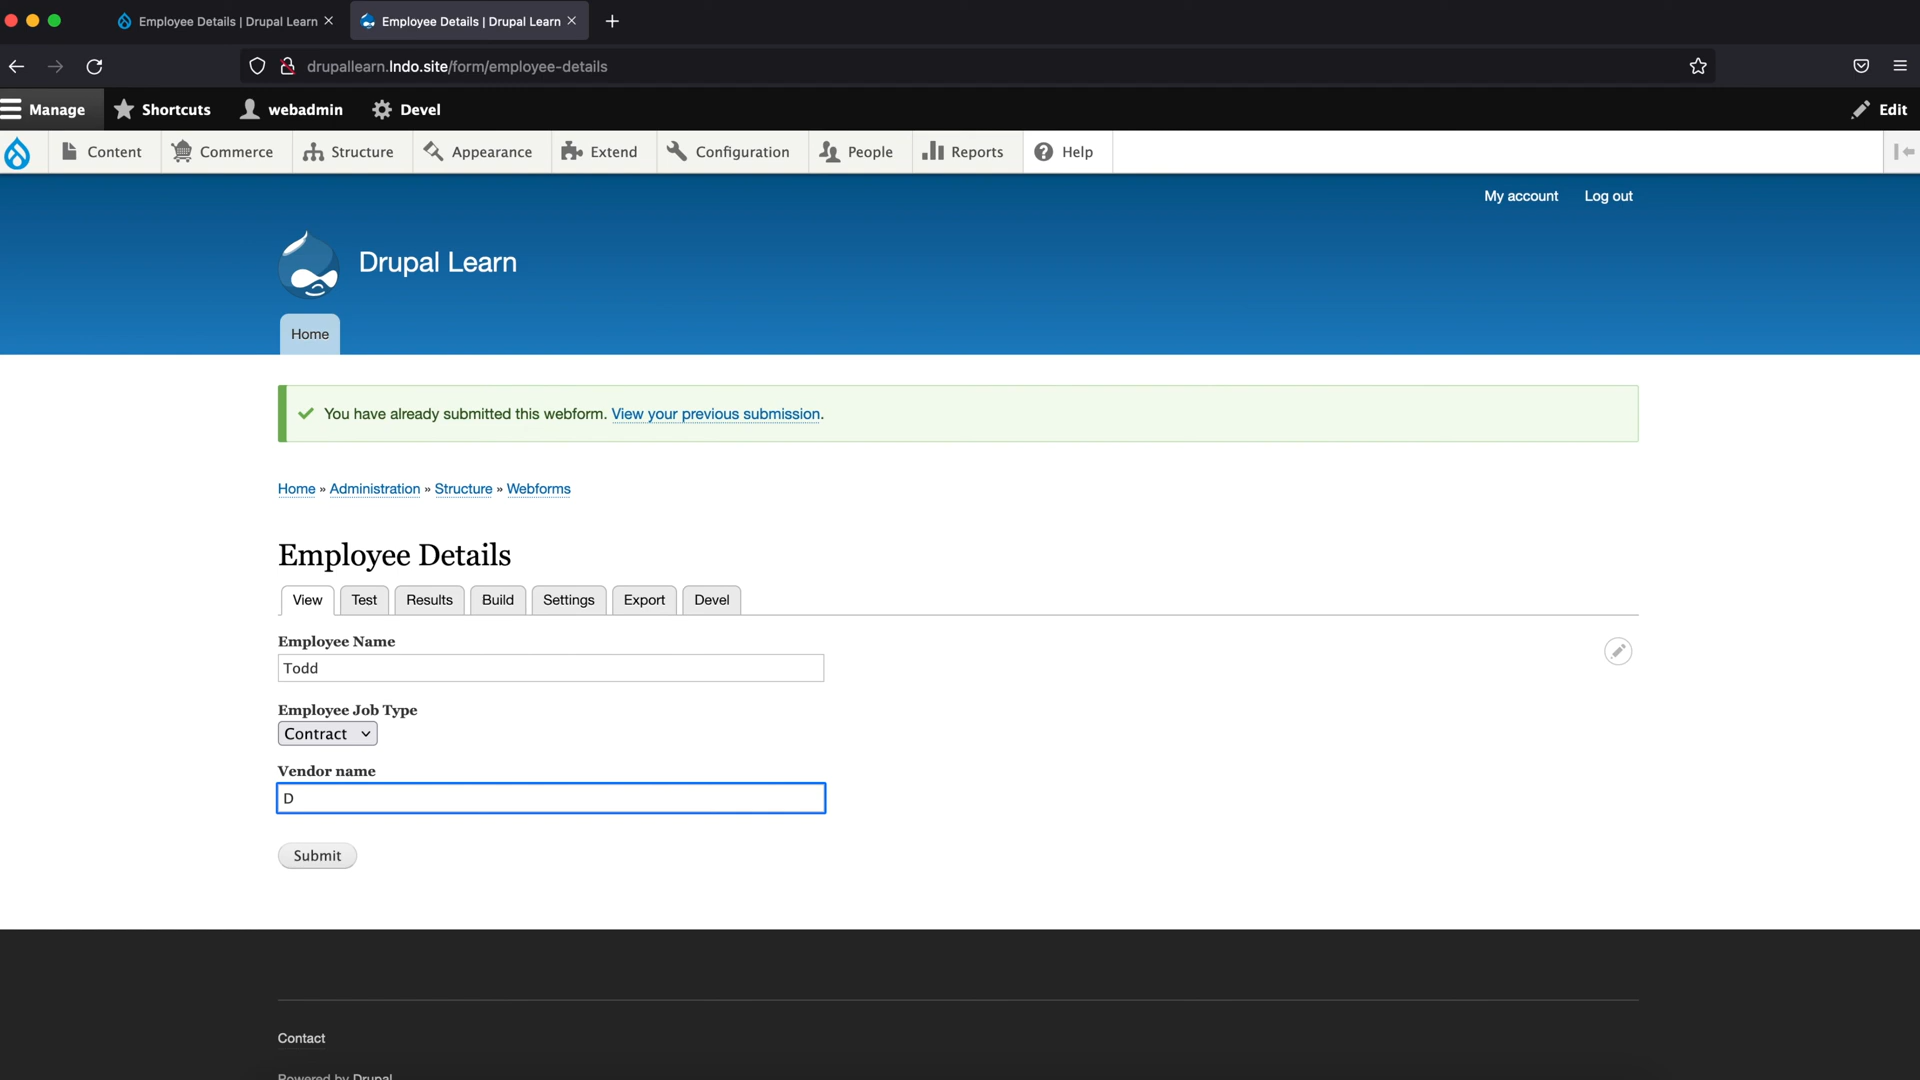 Employee Details | Drupal Learn
Employee Details | Drupal Learn
drupallearn.lndo.site/form/employee-details
Manage
Shortcuts
webadmin
Devel
Edit
Content
Commerce
Structure
Appearance
Extend
Configuration
People
Reports
Help
My account
Log out
Drupal Learn
Home
You have already submitted this webform. View your previous submission.
Home » Administration » Structure » Webforms
Employee Details
View
Test
Results
Build
Settings
Export
Devel
Employee Name
Todd
Employee Job Type
Contract
Vendor name
D
Submit
Contact
Powered by Drupal